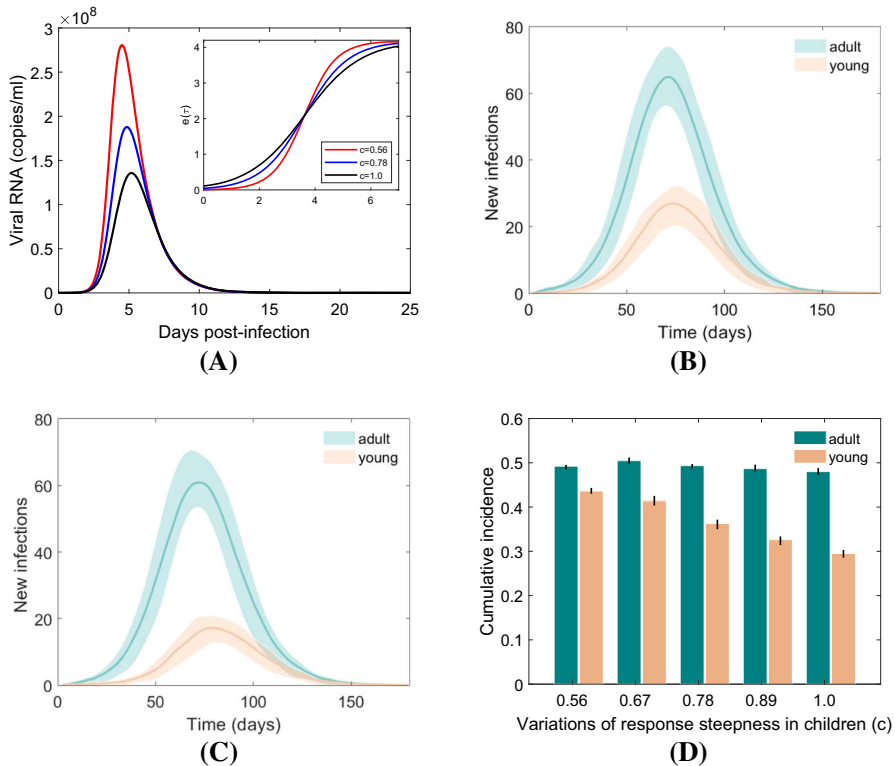 ×10⁸
3
2.5
2
1.5
1
0.5
0
Viral RNA (copies/ml)
0 5 10 15 20 25
Days post-infection
4
3
2
1
0
e(τ)
0 2 4 6
c=0.56
c=0.78
c=1.0
(A)
80
60
40
20
0
New infections
adult
young
50 100 150
Time (days)
(B)
80
60
40
20
0
New infections
adult
young
50 100 150
Time (days)
(C)
0.6
0.5
0.4
0.3
0.2
0.1
0
Cumulative incidence
adult
young
0.56 0.67 0.78 0.89 1.0
Variations of response steepness in children (c)
(D)